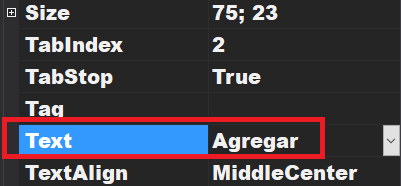 Size 75; 23
TabIndex 2
TabStop True
Tag
Text Agregar
TextAlign MiddleCenter